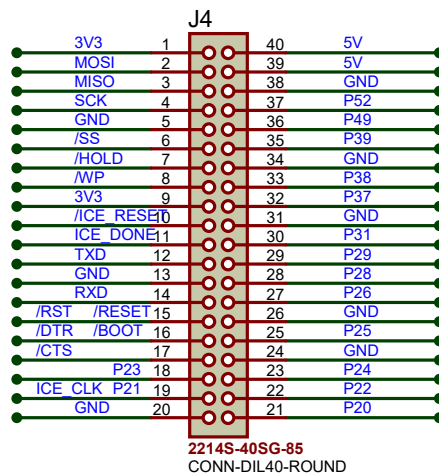 J4
3V3 1 40 5V
MOSI 2 39 5V
MISO 3 38 GND
SCK 4 37 P52
GND 5 36 P49
/SS 6 35 P39
/HOLD 7 34 GND
/WP 8 33 P38
3V3 9 32 P37
/ICE_RESET 10 31 GND
ICE_DONE 11 30 P31
TXD 12 29 P29
GND 13 28 P28
RXD 14 27 P26
/RST /RESET 15 26 GND
/DTR /BOOT 16 25 P25
/CTS 17 24 GND
P23 18 23 P24
ICE_CLK P21 19 22 P22
GND 20 21 P20
2214S-40SG-85
CONN-DIL40-ROUND